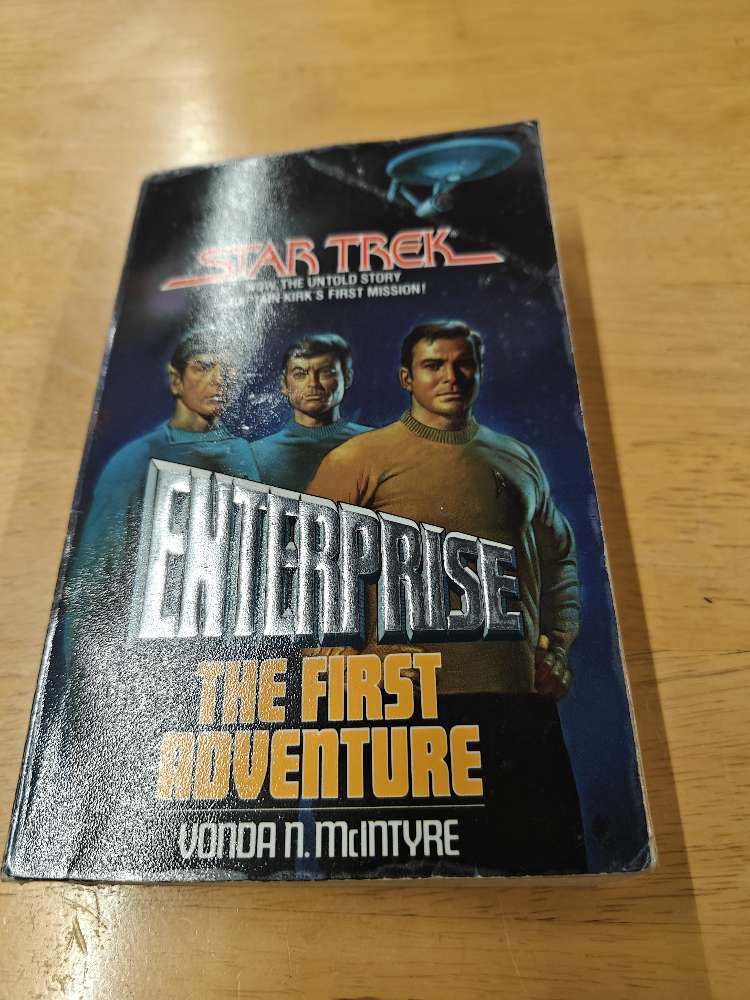 STAR TREK
THE UNTOLD STORY
KIRK'S FIRST MISSION!
ENTERPRISE
THE FIRST
ADVENTURE
VONDA N. McINTYRE